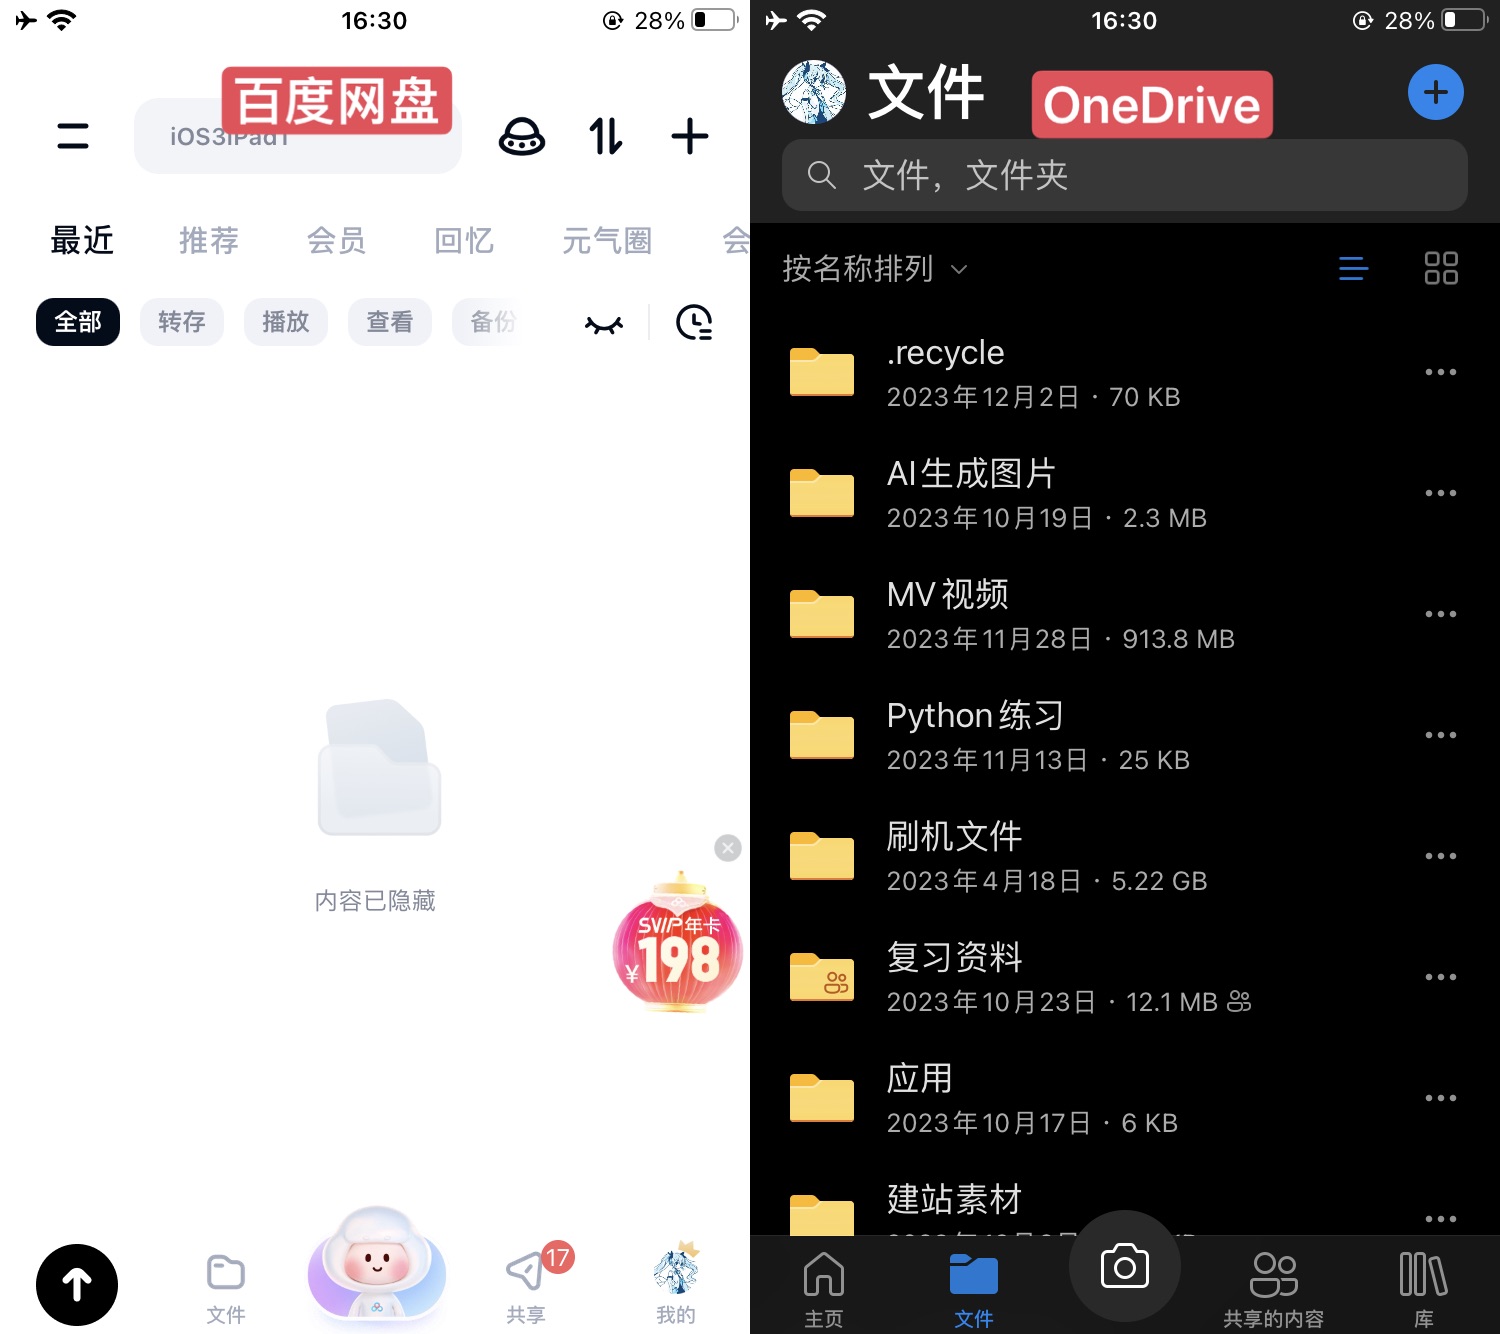 16:30
28%
百度网盘
iOS3iPad1
最近
推荐
会员
回忆
元气圈
会
全部
转存
播放
查看
备份
内容已隐藏
SVIP年卡
¥198
文件
共享
17
我的
16:30
28%
文件
OneDrive
文件，文件夹
按名称排列
.recycle
2023年12月2日 · 70 KB
AI生成图片
2023年10月19日 · 2.3 MB
MV视频
2023年11月28日 · 913.8 MB
Python练习
2023年11月13日 · 25 KB
刷机文件
2023年4月18日 · 5.22 GB
复习资料
2023年10月23日 · 12.1 MB
应用
2023年10月17日 · 6 KB
建站素材
主页
文件
共享的内容
库